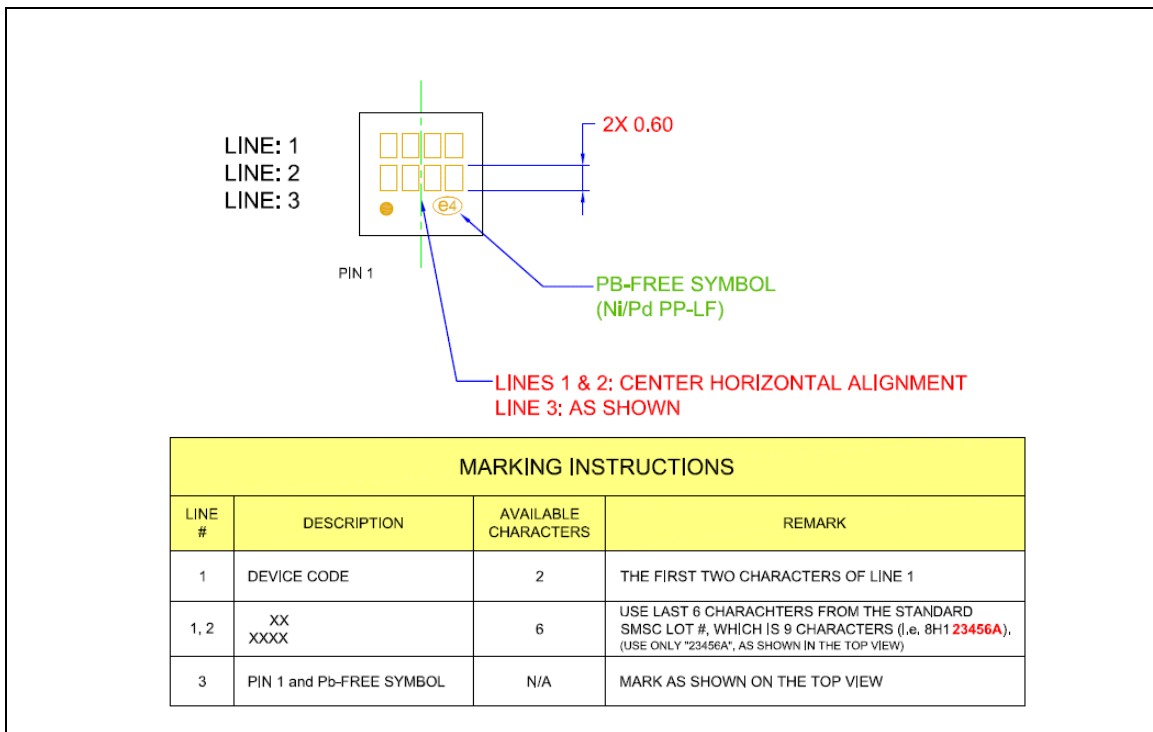 LINE: 1
LINE: 2
LINE: 3
e4
PIN 1
2X 0.60
PB-FREE SYMBOL
(Ni/Pd PP-LF)
LINES 1 & 2: CENTER HORIZONTAL ALIGNMENT
LINE 3: AS SHOWN
MARKING INSTRUCTIONS
LINE #
DESCRIPTION
AVAILABLE CHARACTERS
REMARK
1
DEVICE CODE
2
THE FIRST TWO CHARACTERS OF LINE 1
1, 2
XX
XXXX
6
USE LAST 6 CHARACHTERS FROM THE STANDARD
SMSC LOT #, WHICH IS 9 CHARACTERS (i.e. 8H123456A).
(USE ONLY "23456A", AS SHOWN IN THE TOP VIEW)
3
PIN 1 and Pb-FREE SYMBOL
N/A
MARK AS SHOWN ON THE TOP VIEW